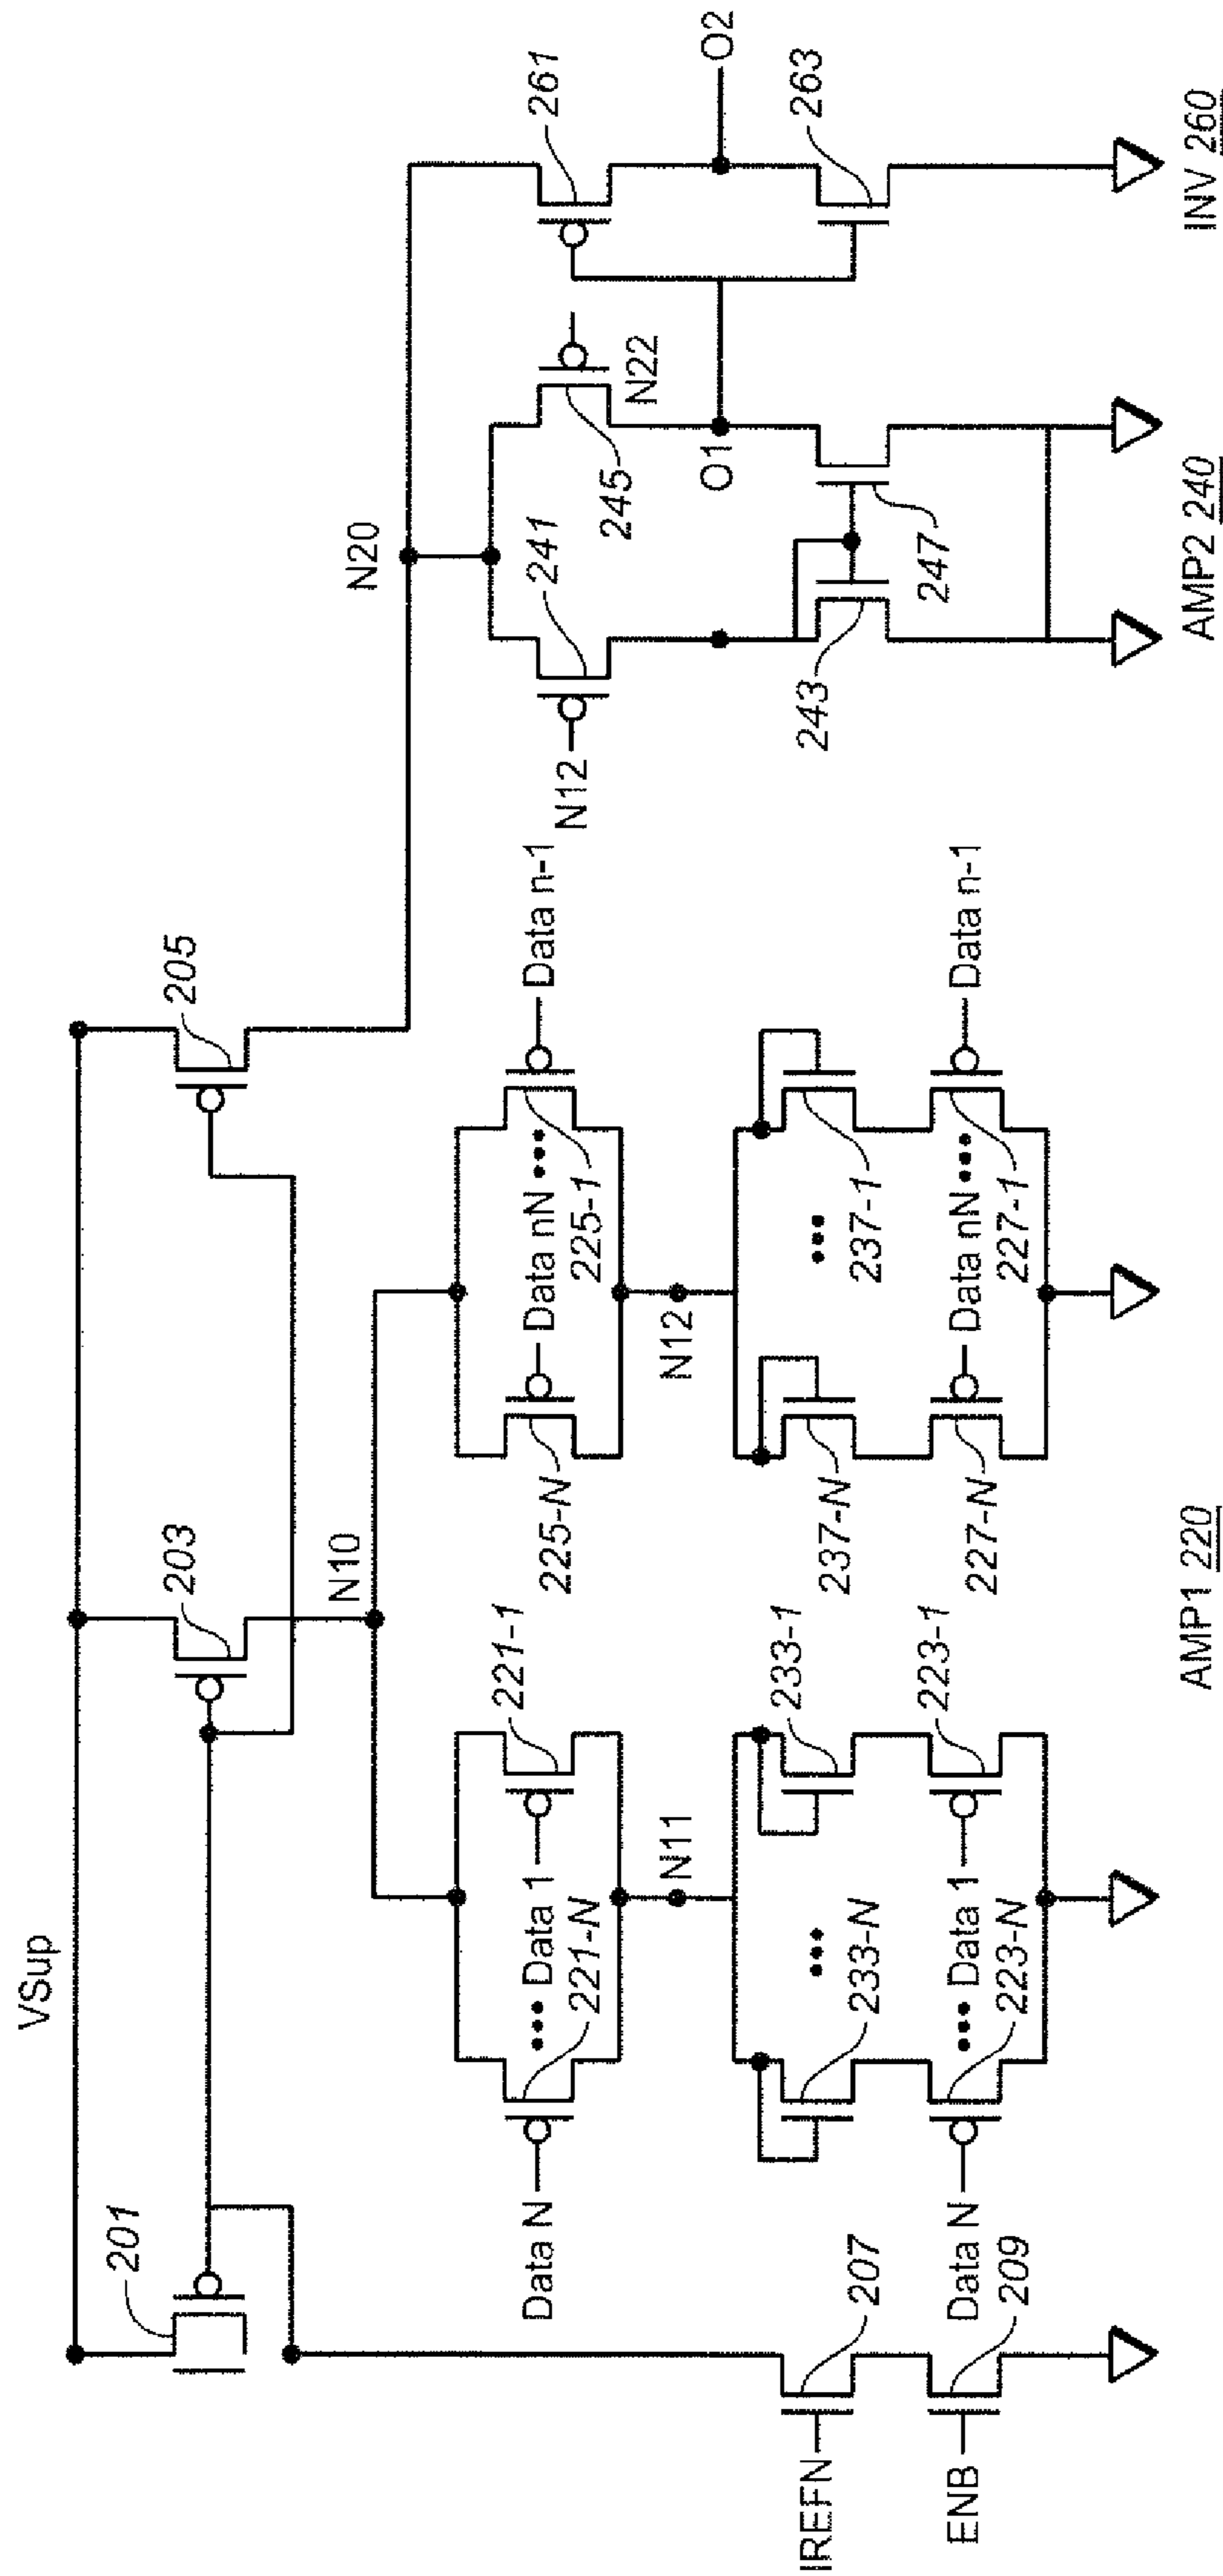 VSup
201
203
205
N10
N20
221-1
Data N
••• Data 1
221-N
225-N
Data nN •••
225-1
Data n-1
N12
241
245
N22
261
N11
N12
O1
O2
233-1
•••
233-N
237-N
•••
237-1
243
247
263
207
IREFN
Data N
••• Data 1
223-N
223-1
227-N
Data nN •••
227-1
Data n-1
209
ENB
AMP1 220
AMP2 240
INV 260